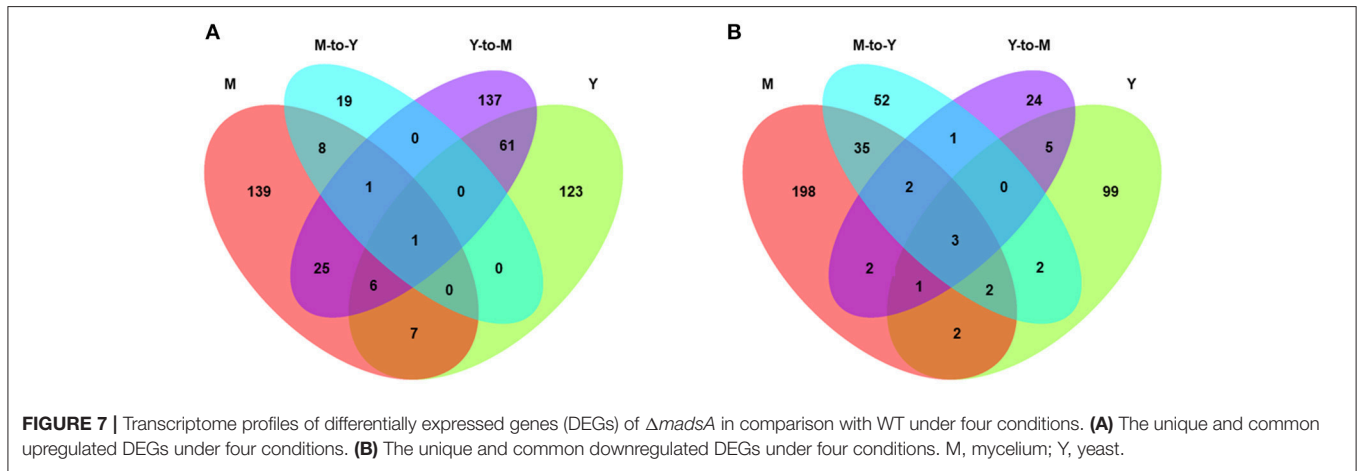 A
B
M-to-Y
Y-to-M
M-to-Y
Y-to-M
M
Y
M
Y
19
137
52
24
8
0
61
35
1
5
139
1
0
123
198
2
0
99
1
3
25
0
2
2
6
0
1
2
7
2
FIGURE 7 | Transcriptome profiles of differentially expressed genes (DEGs) of ΔmadsA in comparison with WT under four conditions. (A) The unique and common
upregulated DEGs under four conditions. (B) The unique and common downregulated DEGs under four conditions. M, mycelium; Y, yeast.